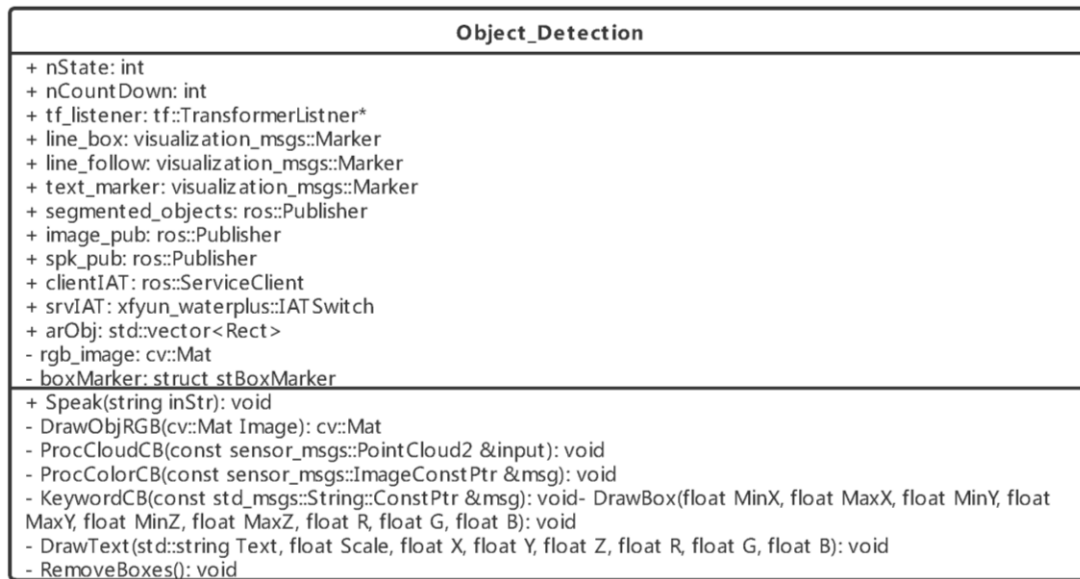 Object_Detection
+ nState: int
+ nCountDown: int
+ tf_listener: tf::TransformerListner*
+ line_box: visualization_msgs::Marker
+ line_follow: visualization_msgs::Marker
+ text_marker: visualization_msgs::Marker
+ segmented_objects: ros::Publisher
+ image_pub: ros::Publisher
+ spk_pub: ros::Publisher
+ clientIAT: ros::ServiceClient
+ srvIAT: xfyun_waterplus::IATSwitch
+ arObj: std::vector<Rect>
- rgb_image: cv::Mat
- boxMarker: struct stBoxMarker
+ Speak(string inStr): void
- DrawObjRGB(cv::Mat Image): cv::Mat
- ProcCloudCB(const sensor_msgs::PointCloud2 &input): void
- ProcColorCB(const sensor_msgs::ImageConstPtr &msg): void
- KeywordCB(const std_msgs::String::ConstPtr &msg): void- DrawBox(float MinX, float MaxX, float MinY, float
MaxY, float MinZ, float MaxZ, float R, float G, float B): void
- DrawText(std::string Text, float Scale, float X, float Y, float Z, float R, float G, float B): void
- RemoveBoxes(): void